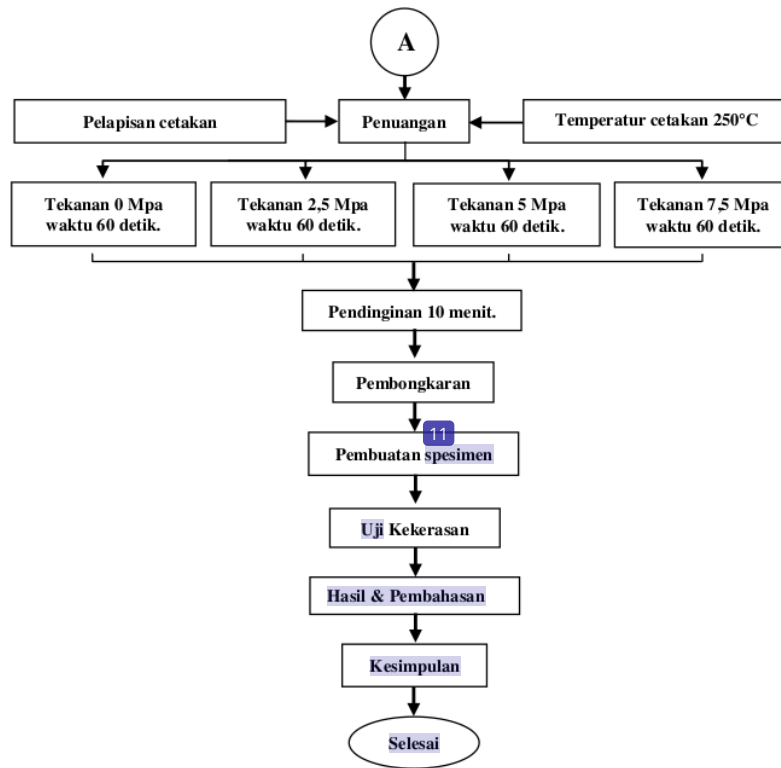 A
Pelapisan cetakan
Penuangan
Temperatur cetakan 250°C
Tekanan 0 Mpa
waktu 60 detik.
Tekanan 2,5 Mpa
waktu 60 detik.
Tekanan 5 Mpa
waktu 60 detik.
Tekanan 7,5 Mpa
waktu 60 detik.
Pendinginan 10 menit.
Pembongkaran
11
Pembuatan spesimen
Uji Kekerasan
Hasil & Pembahasan
Kesimpulan
Selesai